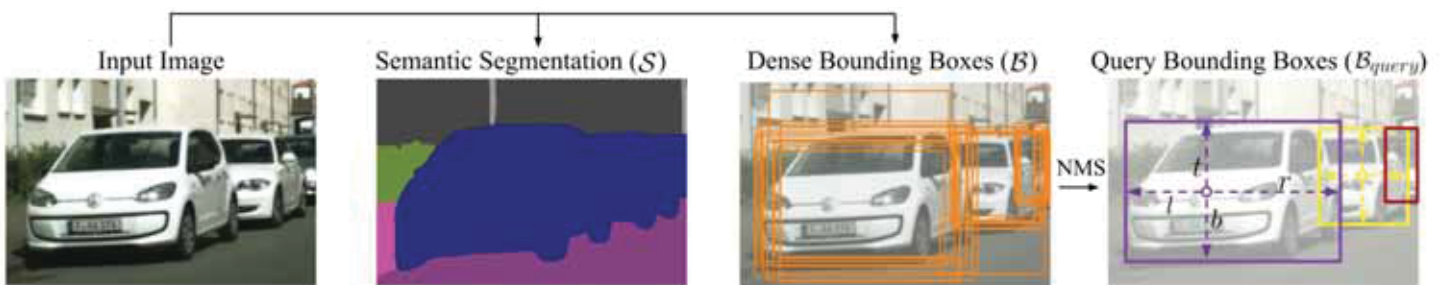 Input Image
Semantic Segmentation (𝒮)
Dense Bounding Boxes (ℬ)
Query Bounding Boxes (ℬ_query)
NMS
t
r
l
b